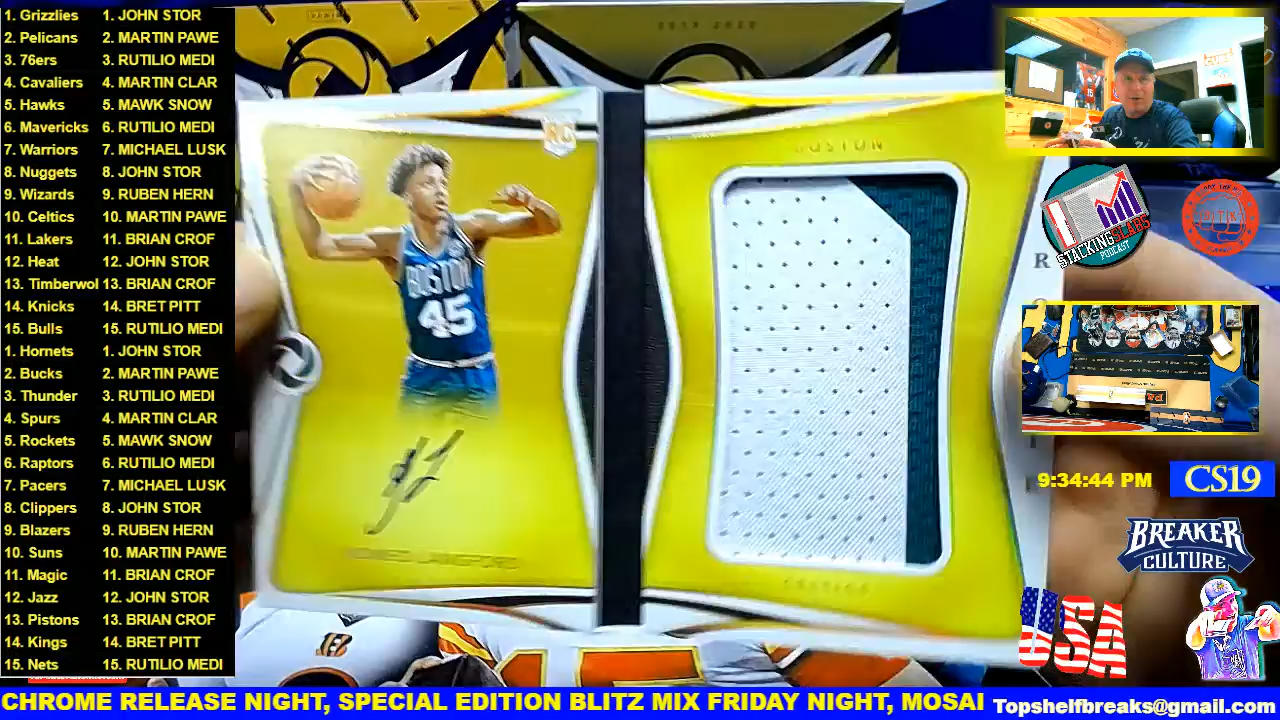 1. Grizzlies 1. JOHN STOR
2. Pelicans 2. MARTIN PAWE
3. 76ers 3. RUTILIO MEDI
4. Cavaliers 4. MARTIN CLAR
5. Hawks 5. MAWK SNOW
6. Mavericks 6. RUTILIO MEDI
7. Warriors 7. MICHAEL LUSK
8. Nuggets 8. JOHN STOR
9. Wizards 9. RUBEN HERN
10. Celtics 10. MARTIN PAWE
11. Lakers 11. BRIAN CROF
12. Heat 12. JOHN STOR
13. Timberwol 13. BRIAN CROF
14. Knicks 14. BRET PITT
15. Bulls 15. RUTILIO MEDI
1. Hornets 1. JOHN STOR
2. Bucks 2. MARTIN PAWE
3. Thunder 3. RUTILIO MEDI
4. Spurs 4. MARTIN CLAR
5. Rockets 5. MAWK SNOW
6. Raptors 6. RUTILIO MEDI
7. Pacers 7. MICHAEL LUSK
8. Clippers 8. JOHN STOR
9. Blazers 9. RUBEN HERN
10. Suns 10. MARTIN PAWE
11. Magic 11. BRIAN CROF
12. Jazz 12. JOHN STOR
13. Pistons 13. BRIAN CROF
14. Kings 14. BRET PITT
15. Nets 15. RUTILIO MEDI
RC
BOSTON
45
BOSTON
CELTICS
R
CUBS
STACKINGSLABS
PODCAST
9:34:44 PM
CS19
BREAKER
CULTURE
USA
CHROME RELEASE NIGHT, SPECIAL EDITION BLITZ MIX FRIDAY NIGHT, MOSAI
Topshelfbreaks@gmail.com